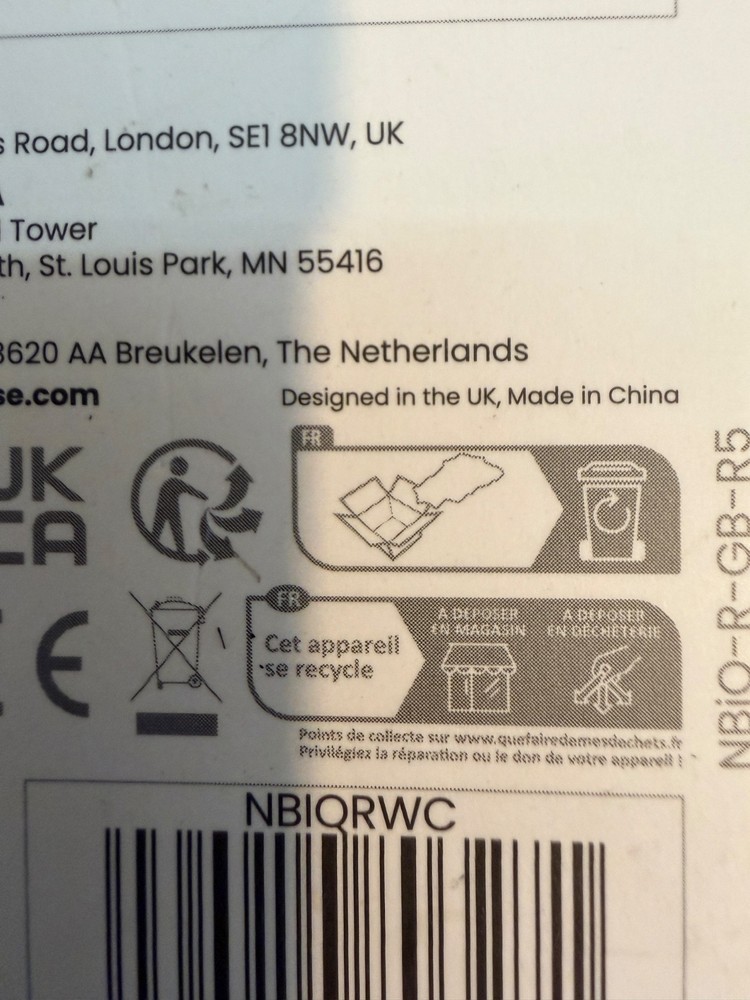 s Road, London, SE1 8NW, UK
A
Tower
th, St. Louis Park, MN 55416
3620 AA Breukelen, The Netherlands
se.com
Designed in the UK, Made in China
FR
UK
CA
CE
FR
Cet appareil
se recycle
À DÉPOSER
EN MAGASIN
À DÉPOSER
EN DÉCHÈTERIE
Points de collecte sur www.quefairedemesdechets.fr
Privilégiez la réparation ou le don de votre appareil !
NBIQRWC
NBIQ-R-GB-R5